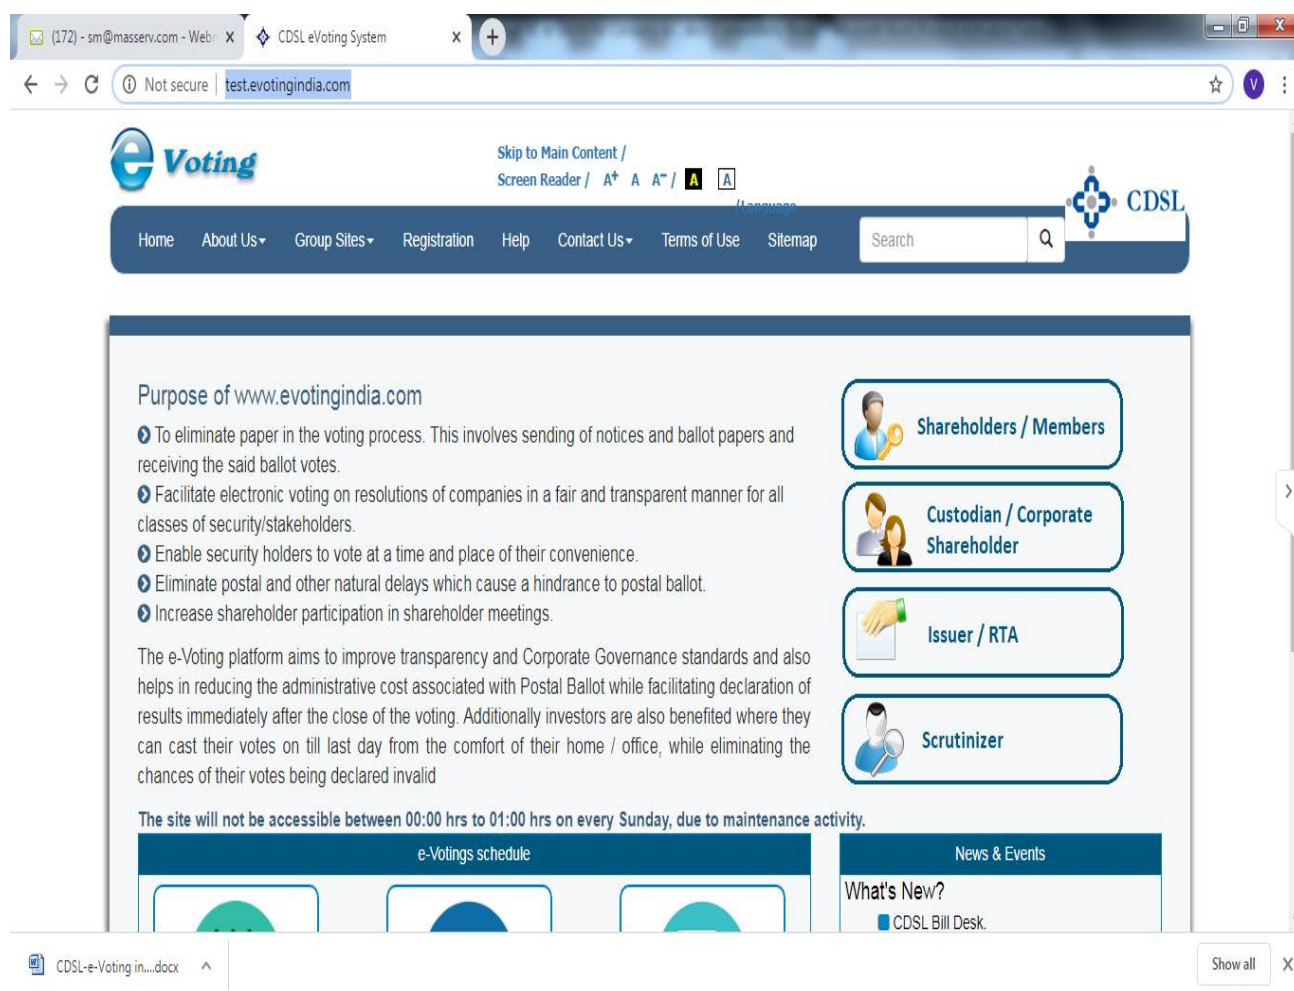 (172) - sm@masserv.com - Web
CDSL eVoting System
Not secure | test.evotingindia.com
V
e Voting
Skip to Main Content /
Screen Reader / A+ A A- / A A
/Language
CDSL
Home About Us Group Sites Registration Help Contact Us Terms of Use Sitemap Search
Purpose of www.evotingindia.com
To eliminate paper in the voting process. This involves sending of notices and ballot papers and
receiving the said ballot votes.
Facilitate electronic voting on resolutions of companies in a fair and transparent manner for all
classes of security/stakeholders.
Enable security holders to vote at a time and place of their convenience.
Eliminate postal and other natural delays which cause a hindrance to postal ballot.
Increase shareholder participation in shareholder meetings.
The e-Voting platform aims to improve transparency and Corporate Governance standards and also
helps in reducing the administrative cost associated with Postal Ballot while facilitating declaration of
results immediately after the close of the voting. Additionally investors are also benefited where they
can cast their votes on till last day from the comfort of their home / office, while eliminating the
chances of their votes being declared invalid
Shareholders / Members
Custodian / Corporate
Shareholder
Issuer / RTA
Scrutinizer
The site will not be accessible between 00:00 hrs to 01:00 hrs on every Sunday, due to maintenance activity.
e-Votings schedule
News & Events
What's New?
CDSL Bill Desk.
CDSL-e-Voting in....docx
Show all